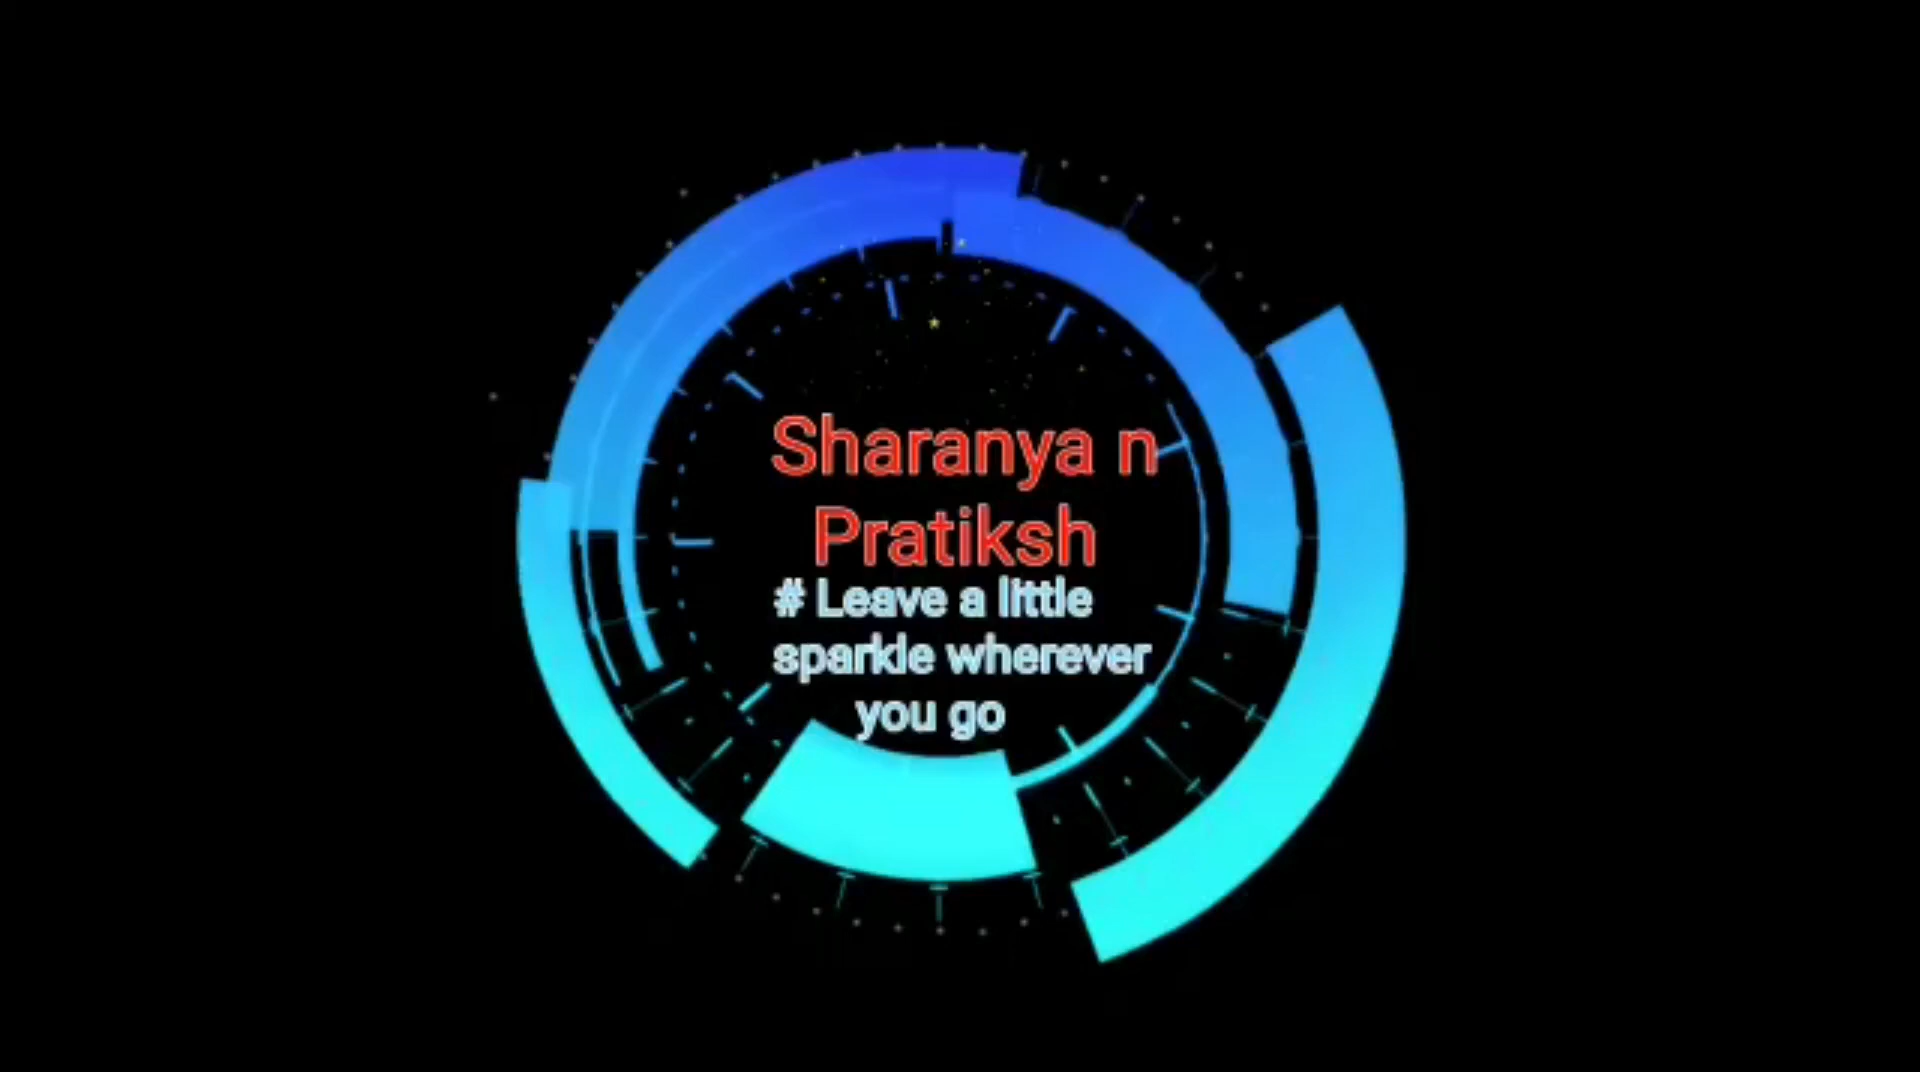 Sharanya n
Pratiksh
# Leave a little
sparkle wherever
you go